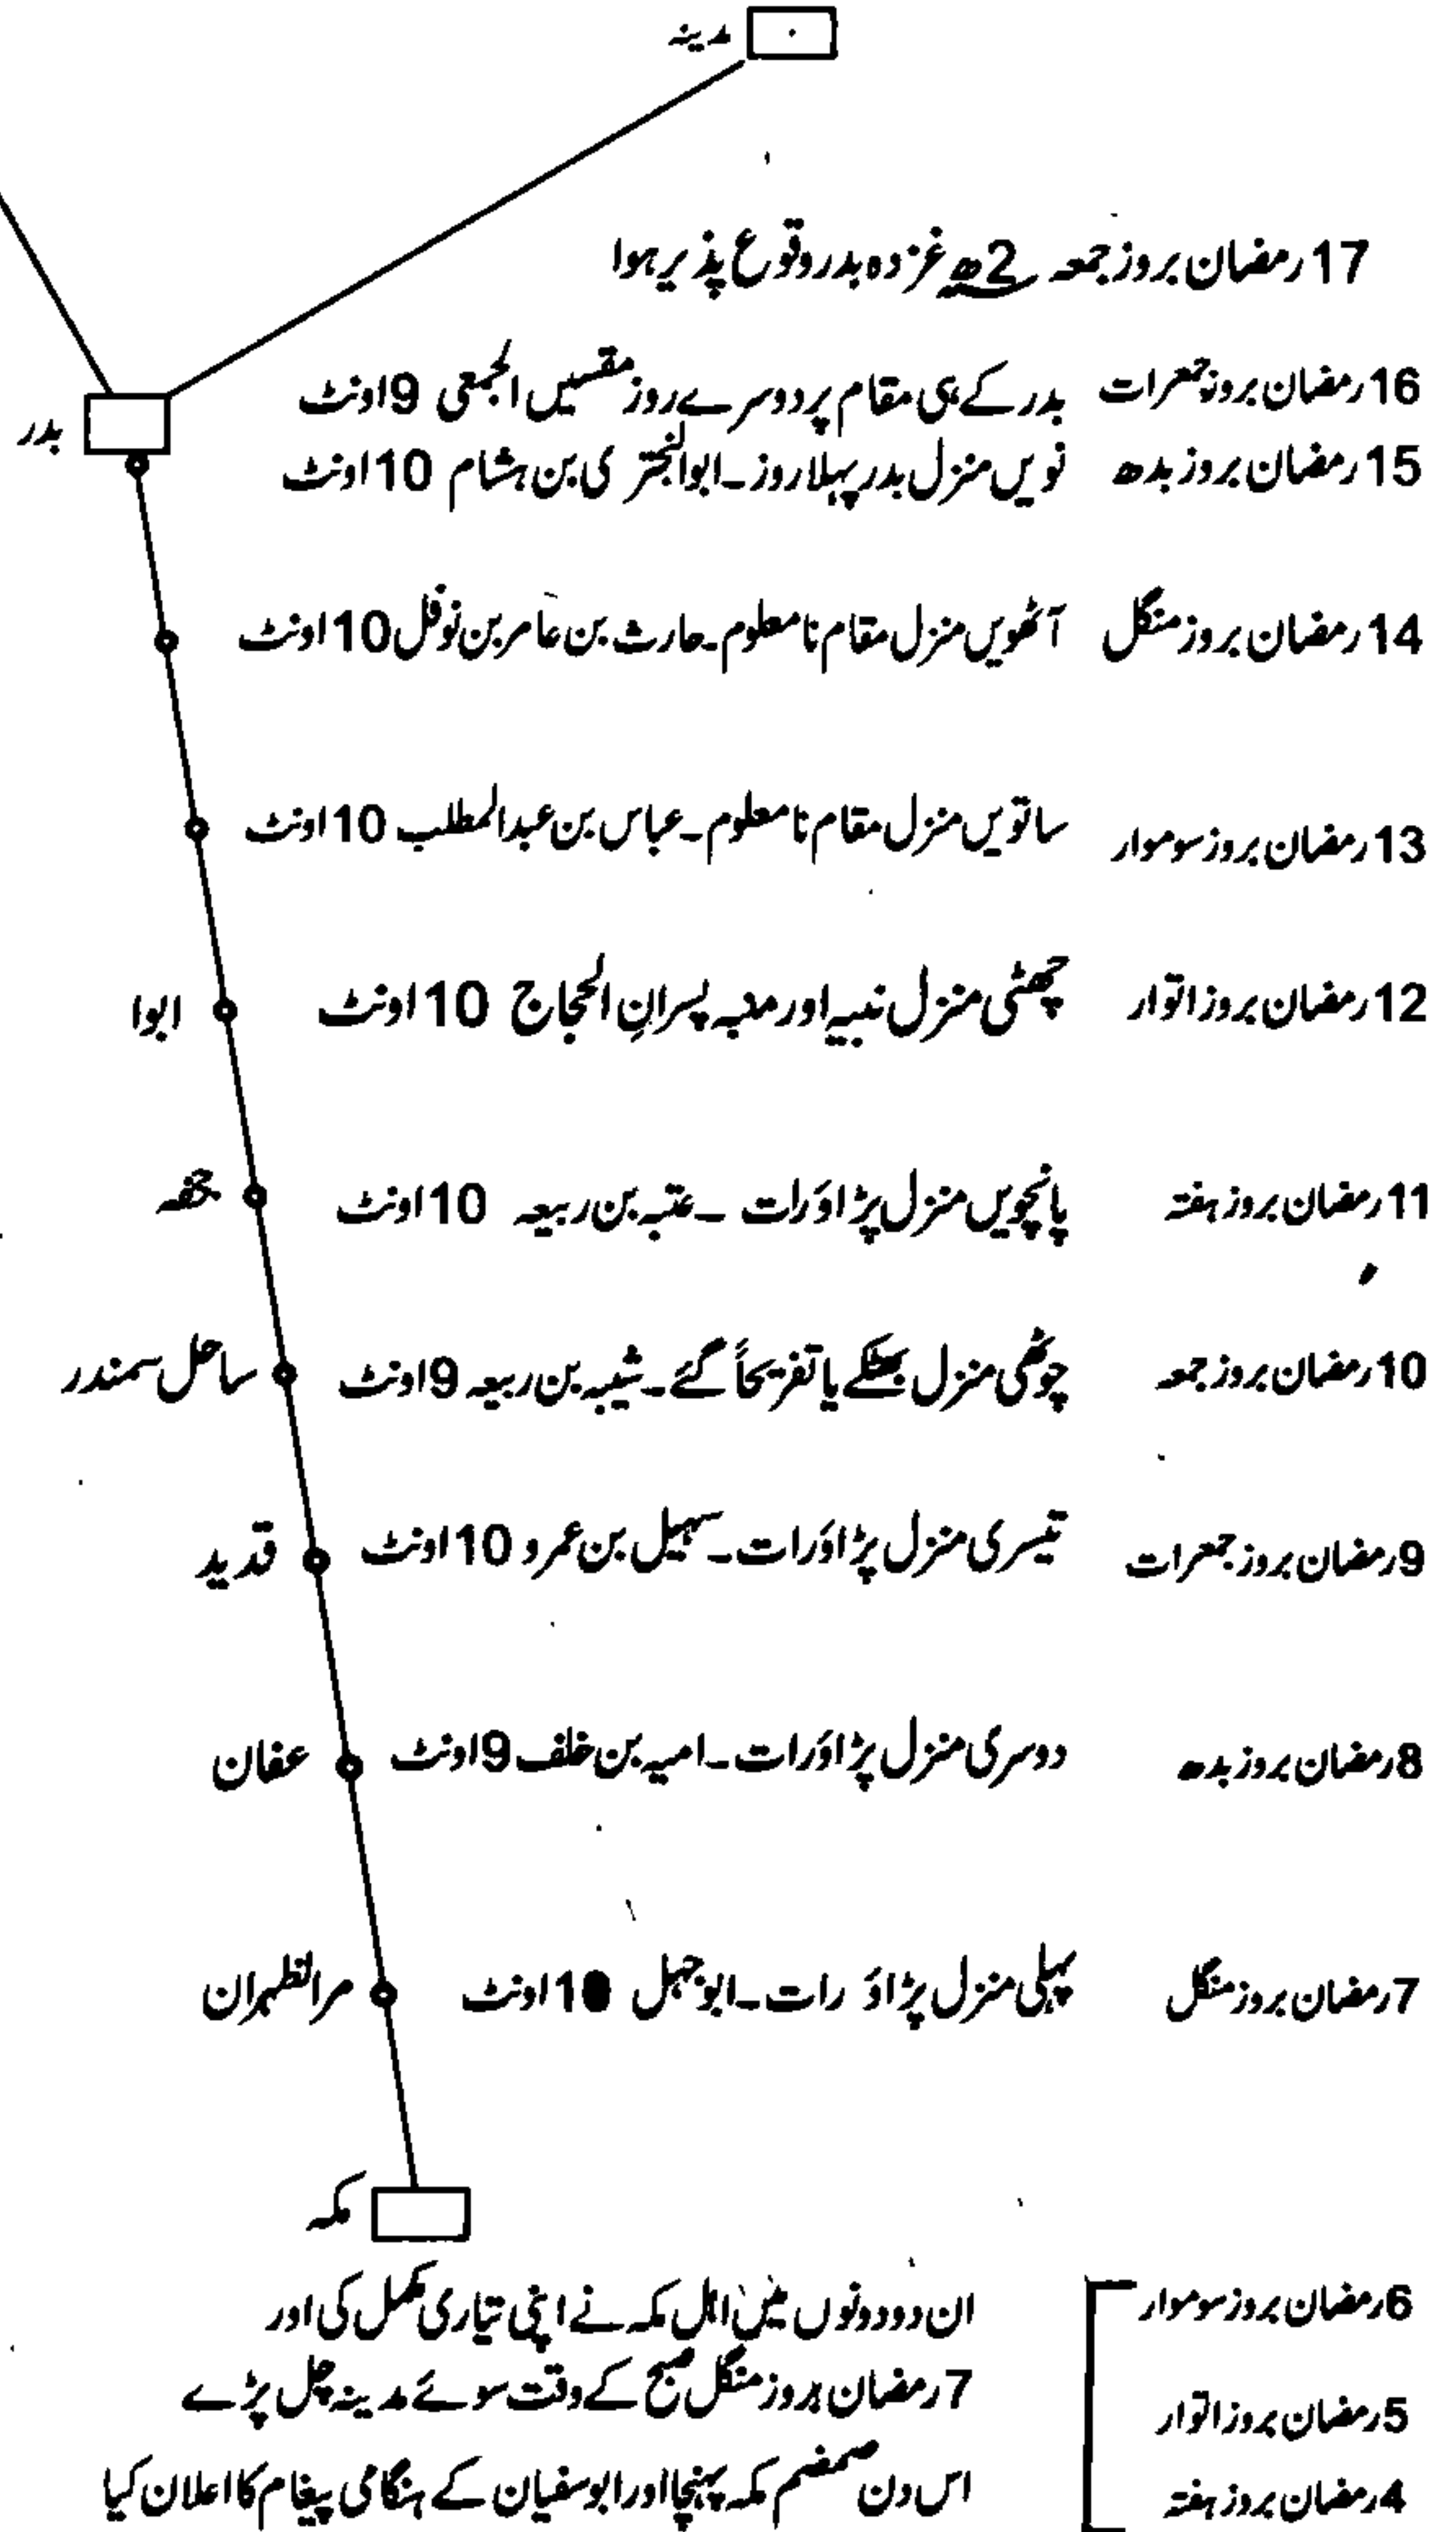 مدینہ
17 رمضان بروز جمعہ 2ھ غزدہ بدر وقوع پذیر ہوا
16 رمضان بروز جمعرات بدر کے ہی مقام پر دوسرے روز مقسیں الجمعی 9 اونٹ
بدر
15 رمضان بروز بدھ نویں منزل بدر پہلا روز۔ ابوالنجتری بن ہشام 10 اونٹ
14 رمضان بروز منگل آٹھویں منزل مقام نامعلوم۔ حارث بن عامر بن نوفل 10 اونٹ
13 رمضان بروز سوموار ساتویں منزل مقام نامعلوم۔ عباس بن عبدالمطلب 10 اونٹ
12 رمضان بروز اتوار چھٹی منزل نبیہ اور منبہ پسرانِ الحجاج 10 اونٹ ابوا
11 رمضان بروز ہفتہ پانچویں منزل پڑاؤ رات ۔ عتبہ بن ربیعہ 10 اونٹ جحفہ
10 رمضان بروز جمعہ چوتھی منزل بھٹکے یا تفریحاً گئے۔ شیبہ بن ربیعہ 9 اونٹ ساحل سمندر
9 رمضان بروز جمعرات تیسری منزل پڑاؤ رات۔ سہیل بن عمرو 10 اونٹ قدید
8 رمضان بروز بدھ دوسری منزل پڑاؤ رات۔ امیہ بن خلف 9 اونٹ عفان
7 رمضان بروز منگل پہلی منزل پڑاؤ رات۔ ابوجہل 10 اونٹ مرالظہران
مکہ
6 رمضان بروز سوموار ان دو دونوں میں اہل مکہ نے اپنی تیاری مکمل کی اور
5 رمضان بروز اتوار 7 رمضان بروز منگل صبح کے وقت سوئے مدینہ چل پڑے
4 رمضان بروز ہفتہ اس دن صمضم مکہ پہنچا اور ابوسفیان کے ہنگامی پیغام کا اعلان کیا